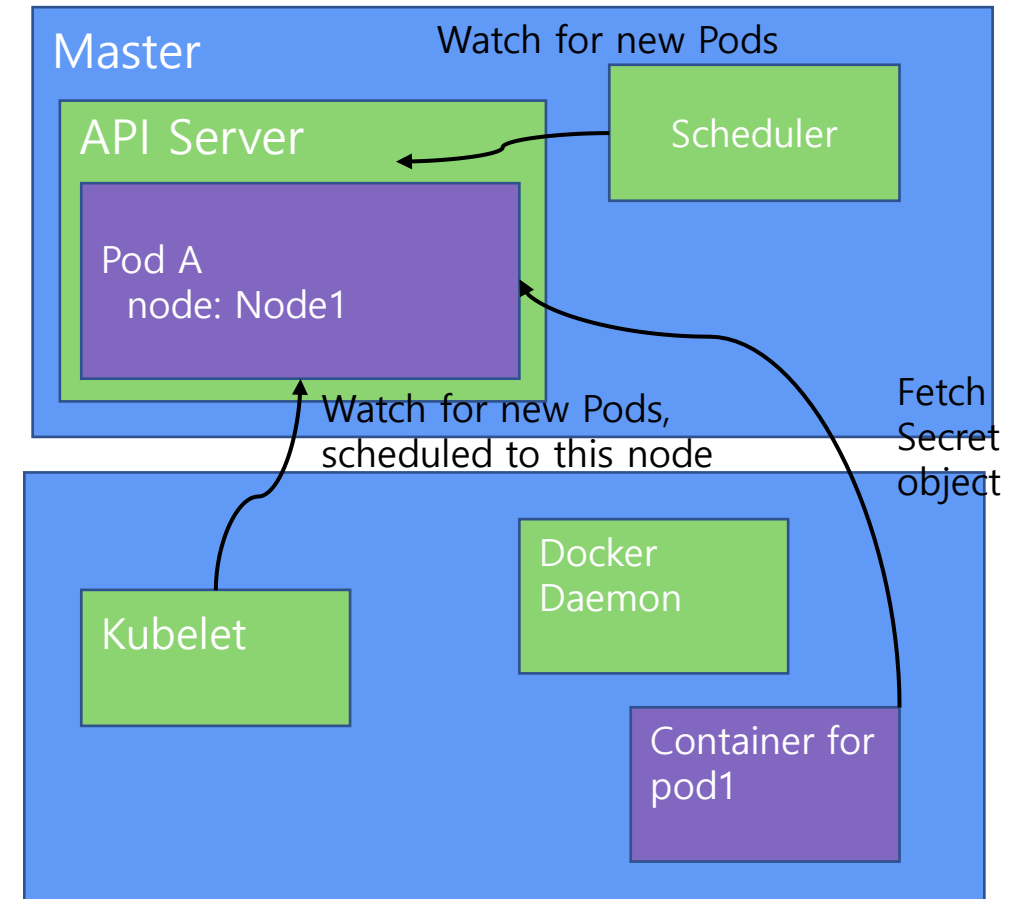 Master
Watch for new Pods
API Server
Scheduler
Pod A
node: Node1
Watch for new Pods,
scheduled to this node
Fetch
Secret
object
Docker
Daemon
Kubelet
Container for
pod1